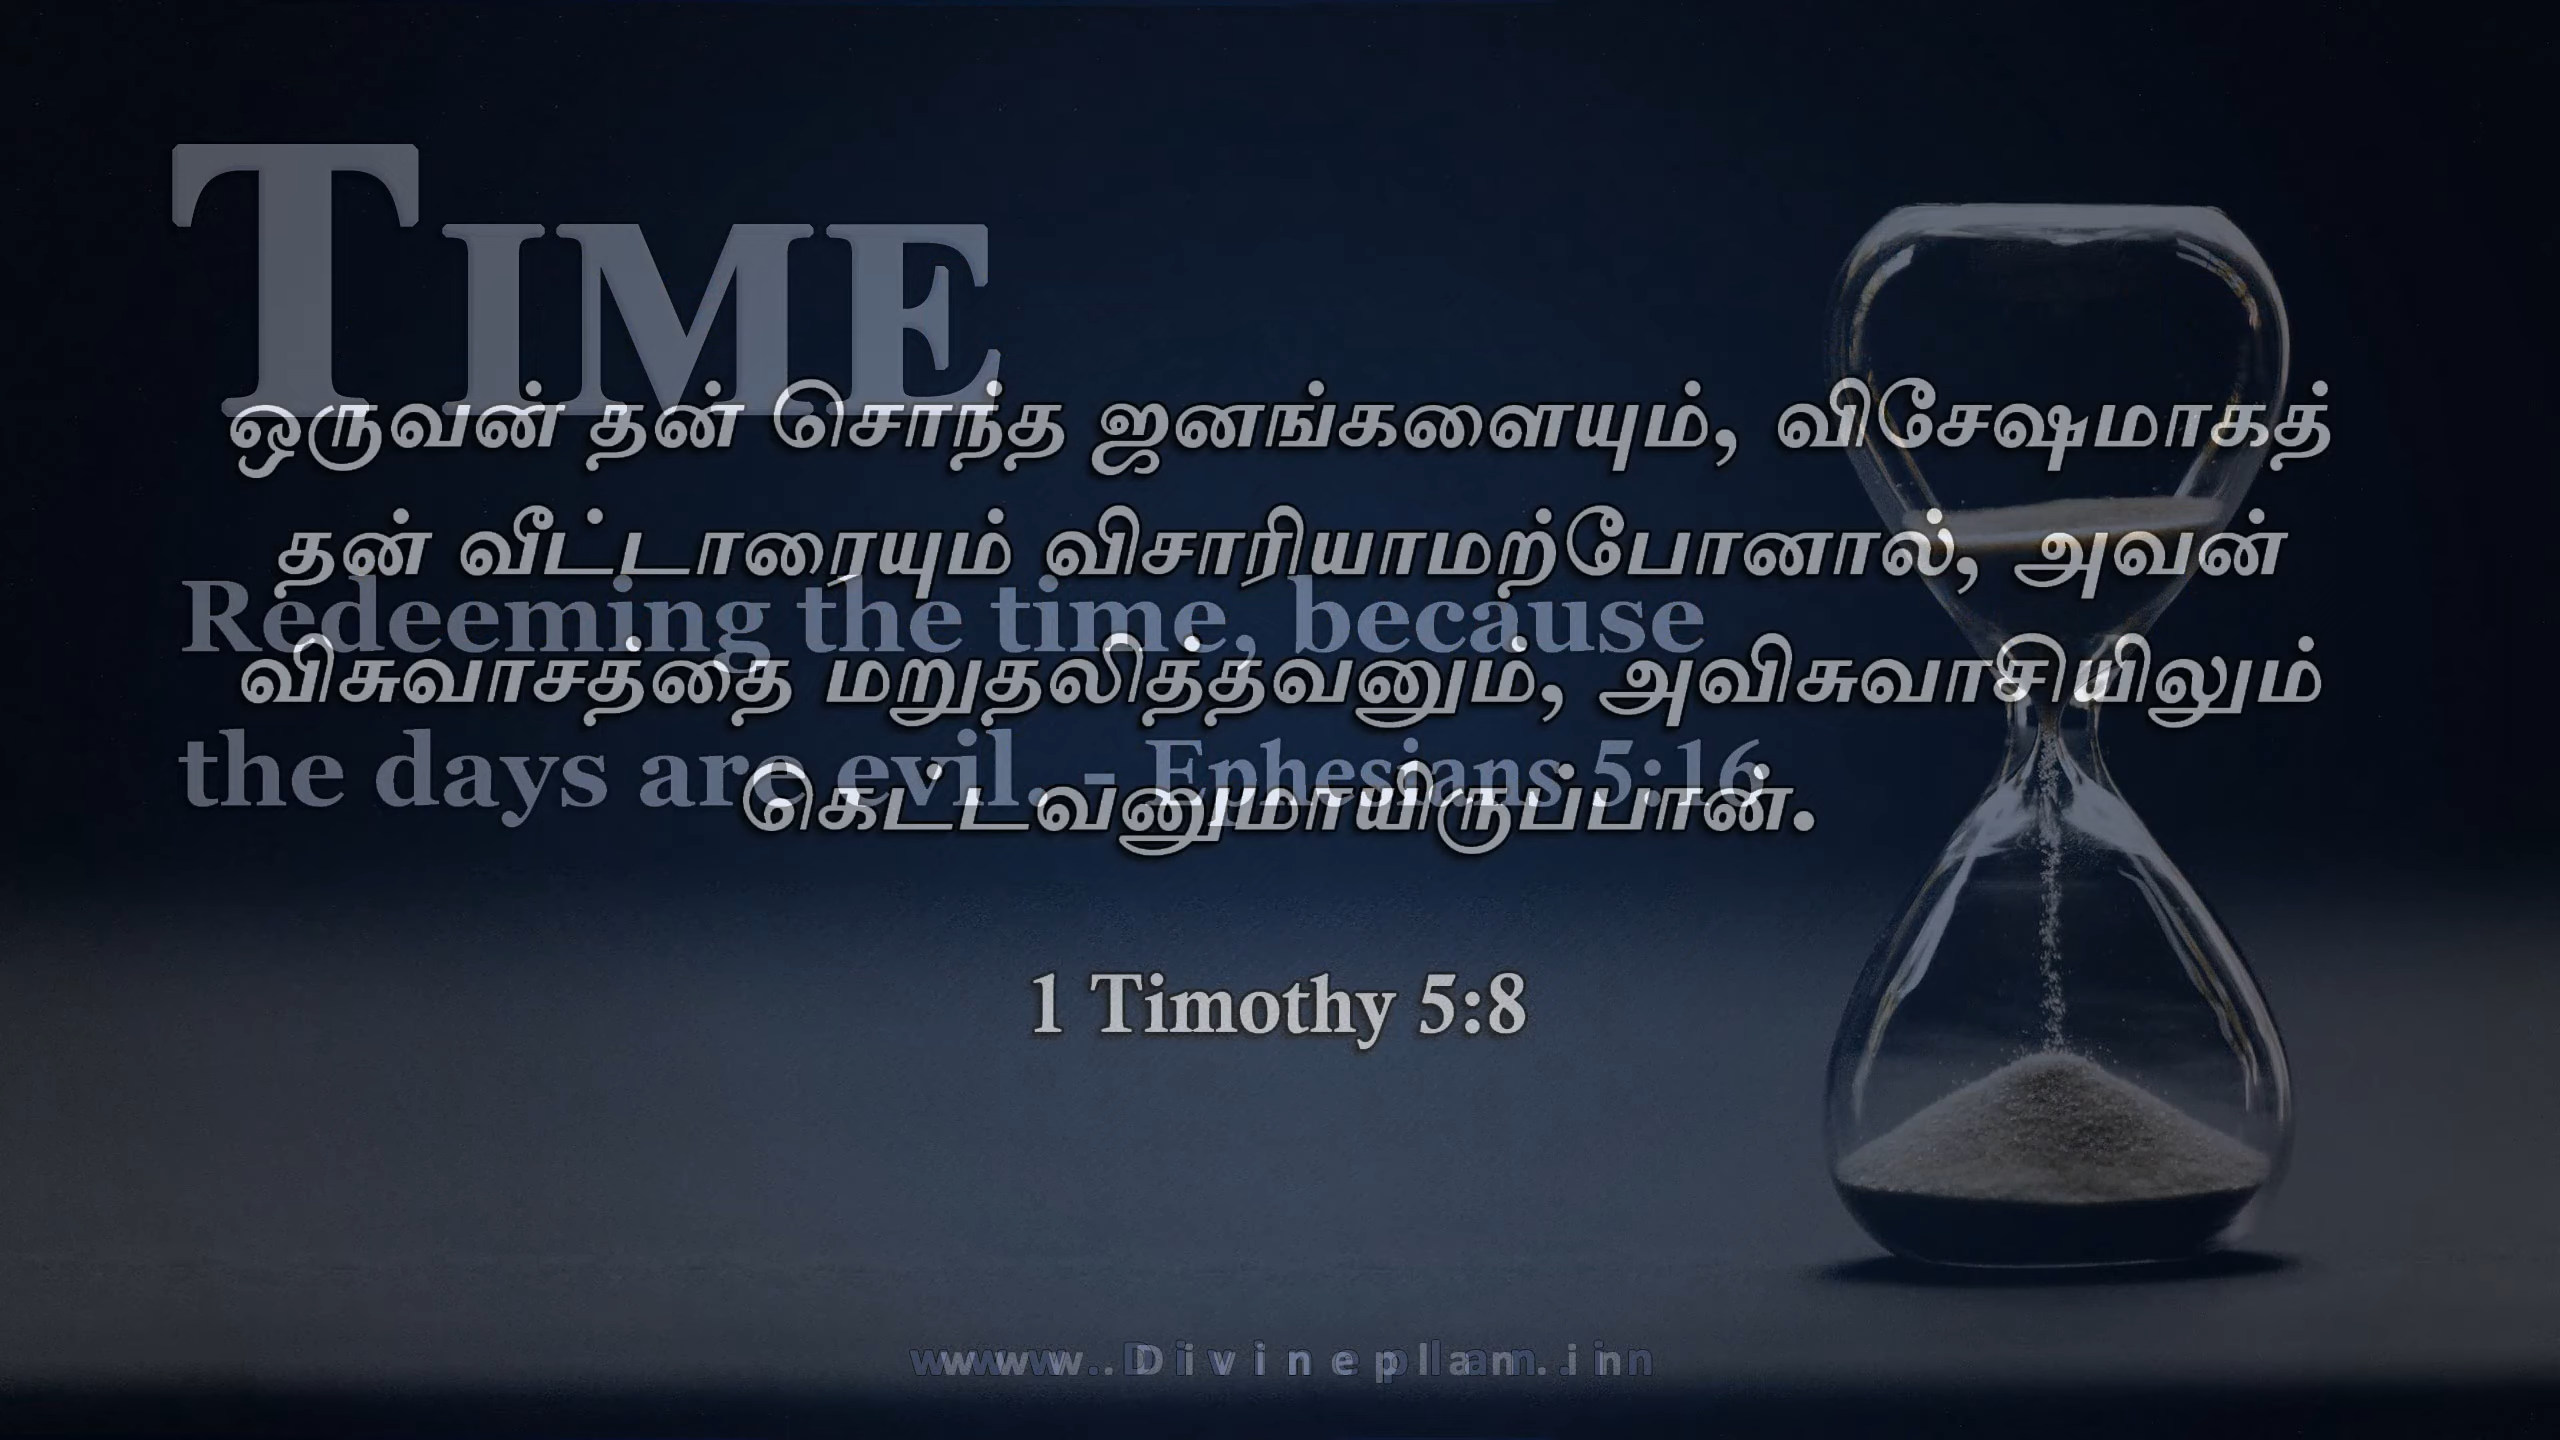 TIME
ஒருவன் தன் சொந்த ஜனங்களையும், விசேஷமாகத்
தன் வீட்டாரையும் விசாரியாமற்போனால், அவன்
Redeeming the time, because
விசுவாசத்தை மறுதலித்தவனும், அவிசுவாசியிலும்
the days are evil. - Ephesians 5:16
கெட்டவனுமாயிருப்பான்.
1 Timothy 5:8